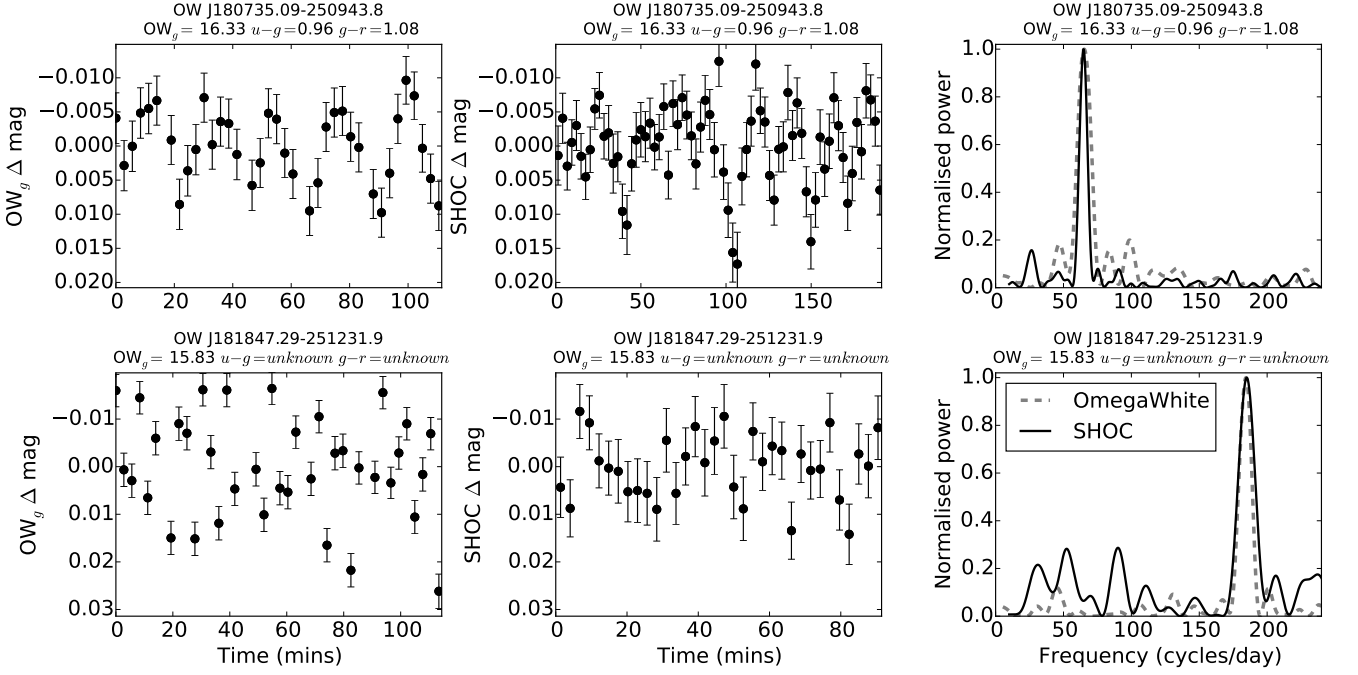 OW J180735.09-250943.8
OWg = 16.33 u−g=0.96 g−r=1.08
OWg Δ mag
−0.010
−0.005
0.000
0.005
0.010
0.015
0.020
0 20 40 60 80 100
OW J180735.09-250943.8
OWg = 16.33 u−g=0.96 g−r=1.08
SHOC Δ mag
−0.010
−0.005
0.000
0.005
0.010
0.015
0.020
0 50 100 150
OW J180735.09-250943.8
OWg = 16.33 u−g=0.96 g−r=1.08
Normalised power
1.0
0.8
0.6
0.4
0.2
0.0
0 50 100 150 200
OW J181847.29-251231.9
OWg = 15.83 u−g=unknown g−r=unknown
OWg Δ mag
−0.01
0.00
0.01
0.02
0.03
0 20 40 60 80 100
Time (mins)
OW J181847.29-251231.9
OWg = 15.83 u−g=unknown g−r=unknown
SHOC Δ mag
−0.01
0.00
0.01
0.02
0.03
0 20 40 60 80
Time (mins)
OW J181847.29-251231.9
OWg = 15.83 u−g=unknown g−r=unknown
Normalised power
1.0
0.8
0.6
0.4
0.2
0.0
OmegaWhite
SHOC
0 50 100 150 200
Frequency (cycles/day)